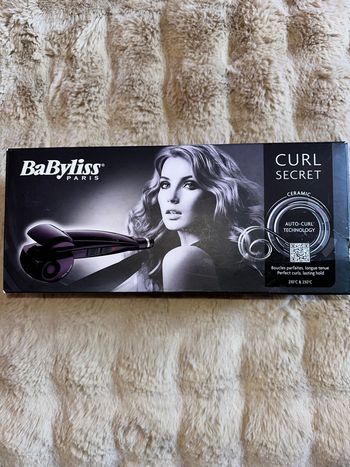 BaByliss®
PARIS
CURL
SECRET
CERAMIC
AUTO-CURL
TECHNOLOGY
Boucles parfaites, longue tenue
Perfect curls, lasting hold
210°C & 230°C